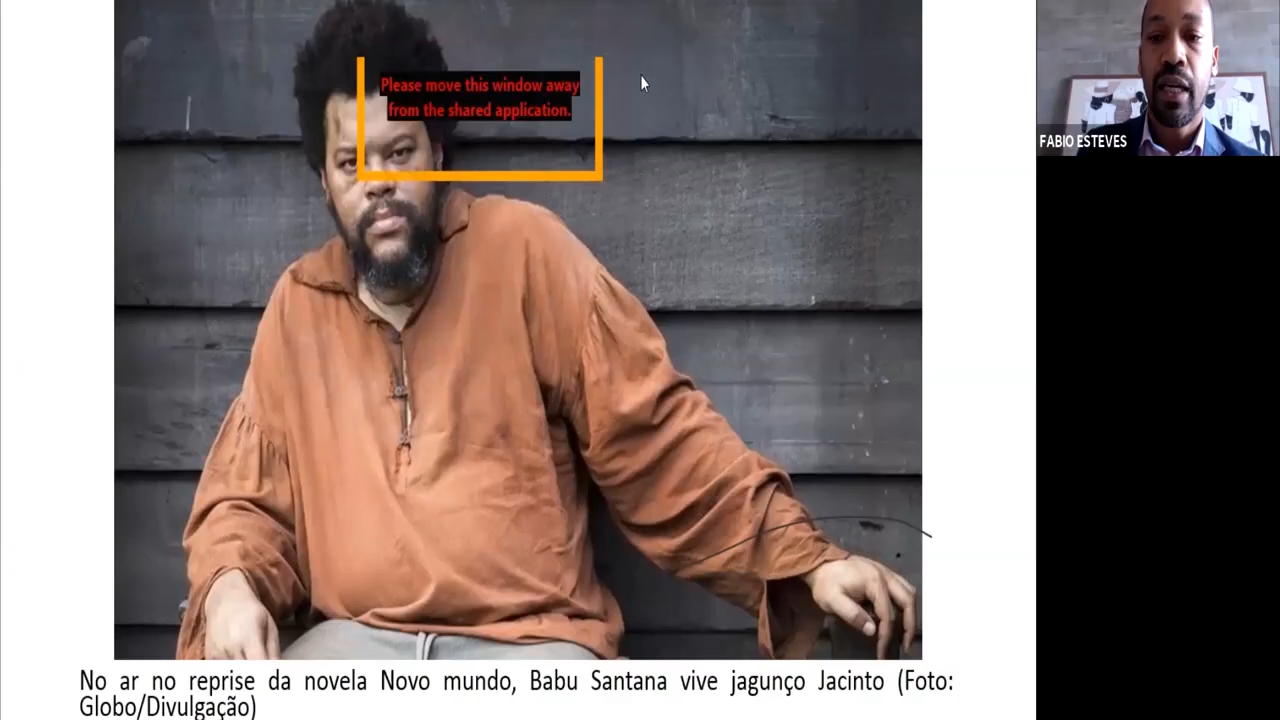 Please move this window away
from the shared application.
FABIO ESTEVES
No ar no reprise da novela Novo mundo, Babu Santana vive jagunço Jacinto (Foto:
Globo/Divulgação)